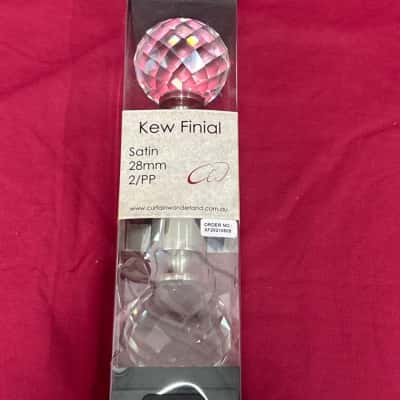 Kew Finial
Satin
28mm
2/PP
www.curtainwonderland.com.au
ORDER NO.: